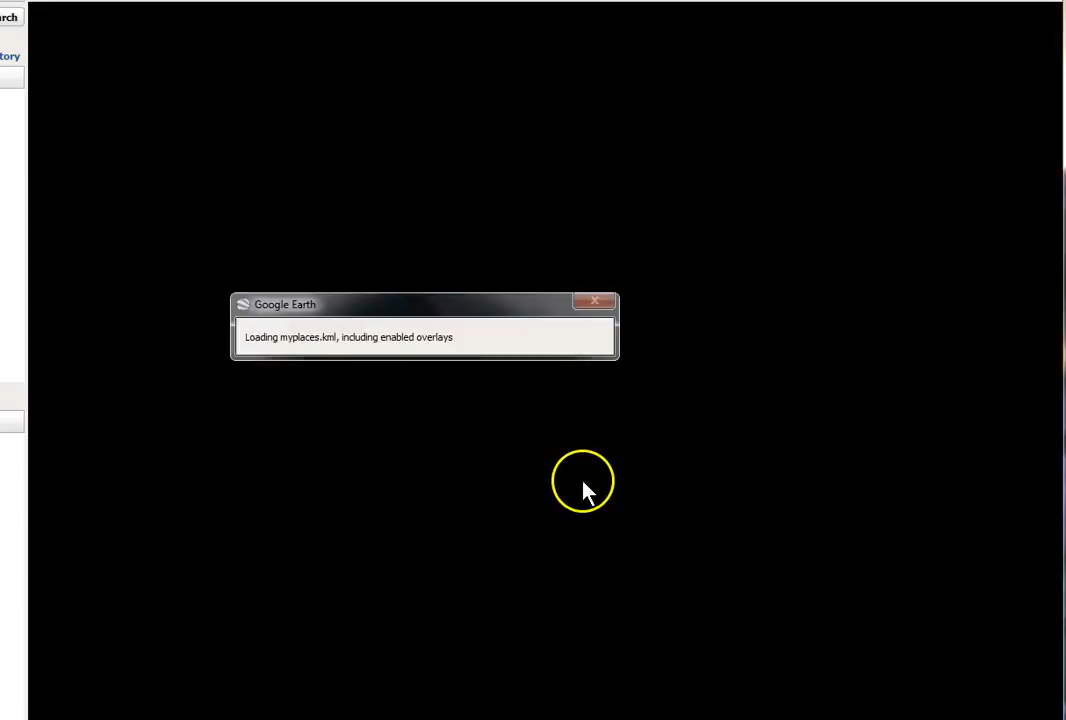 rch
tory
Google Earth
Loading myplaces.kml, including enabled overlays